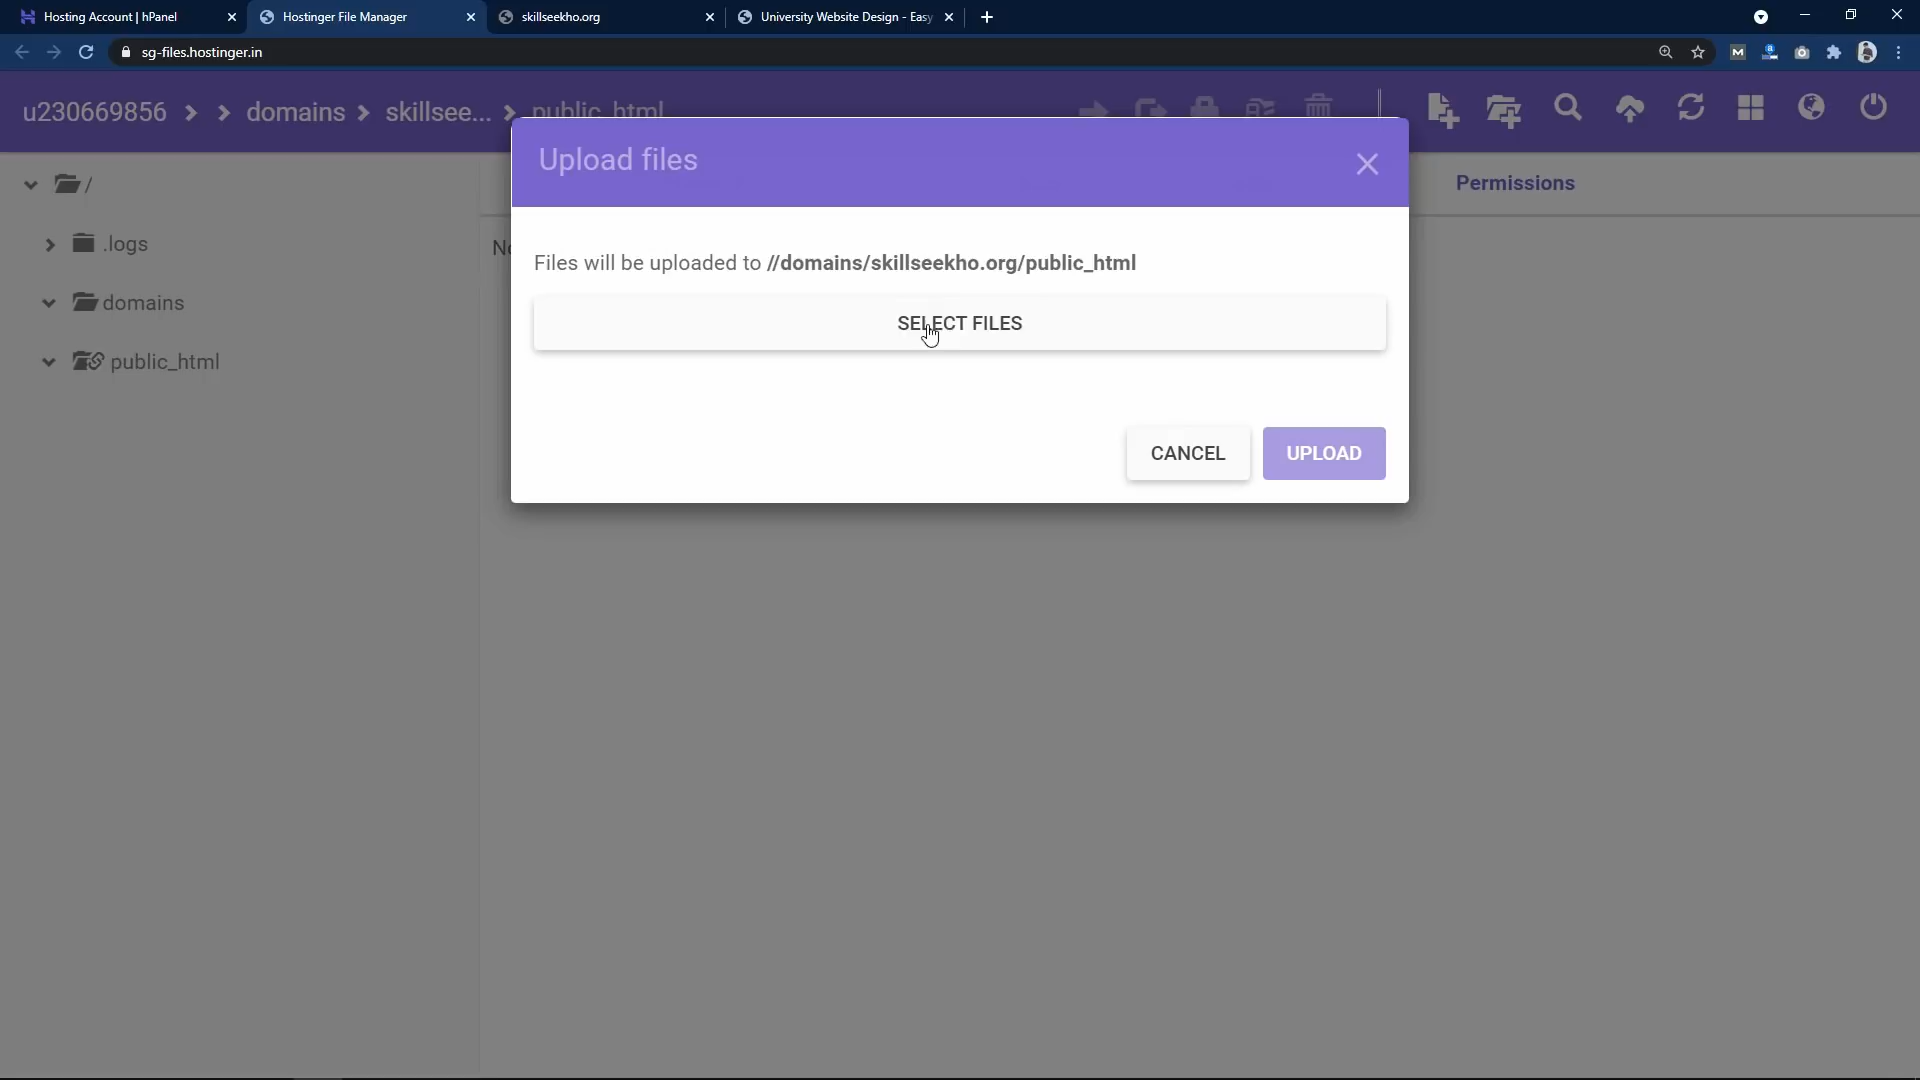 Hosting Account | hPanel
Hostinger File Manager
skillseekho.org
University Website Design - Easy
sg-files.hostinger.in
u230669856 > > domains > skillsee... > public_html
Upload files
/
Permissions
.logs
No
Files will be uploaded to //domains/skillseekho.org/public_html
domains
SELECT FILES
public_html
CANCEL
UPLOAD